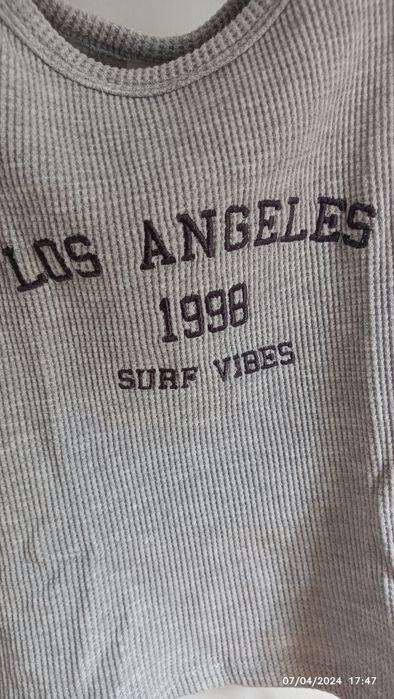 LOS ANGELES
1998
SURF VIBES
07/04/2024 17:47